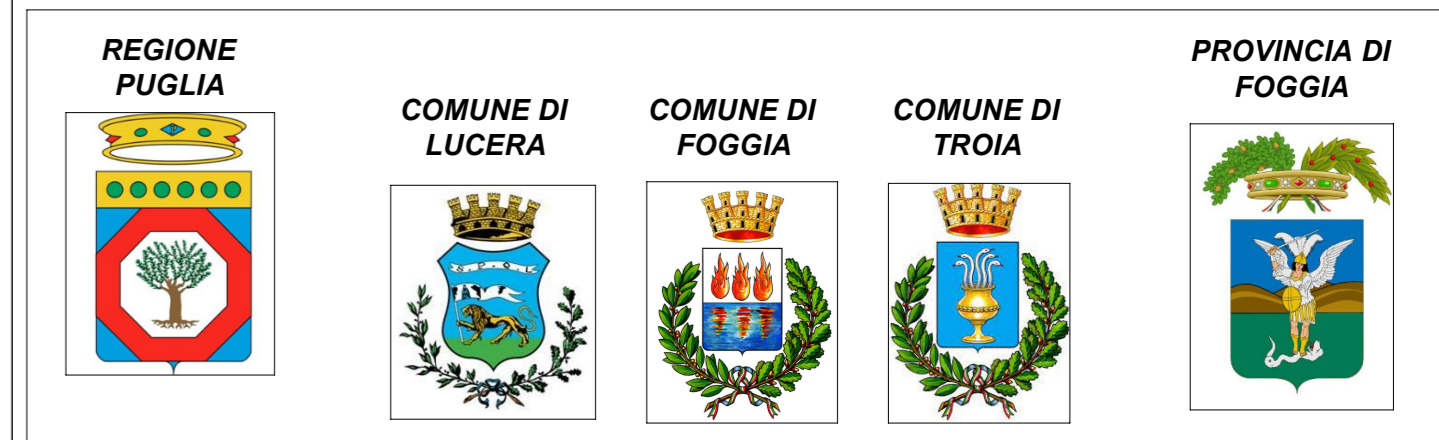 REGIONE
PUGLIA
COMUNE DI
LUCERA
S.P.Q.L.
COMUNE DI
FOGGIA
COMUNE DI
TROIA
PROVINCIA DI
FOGGIA